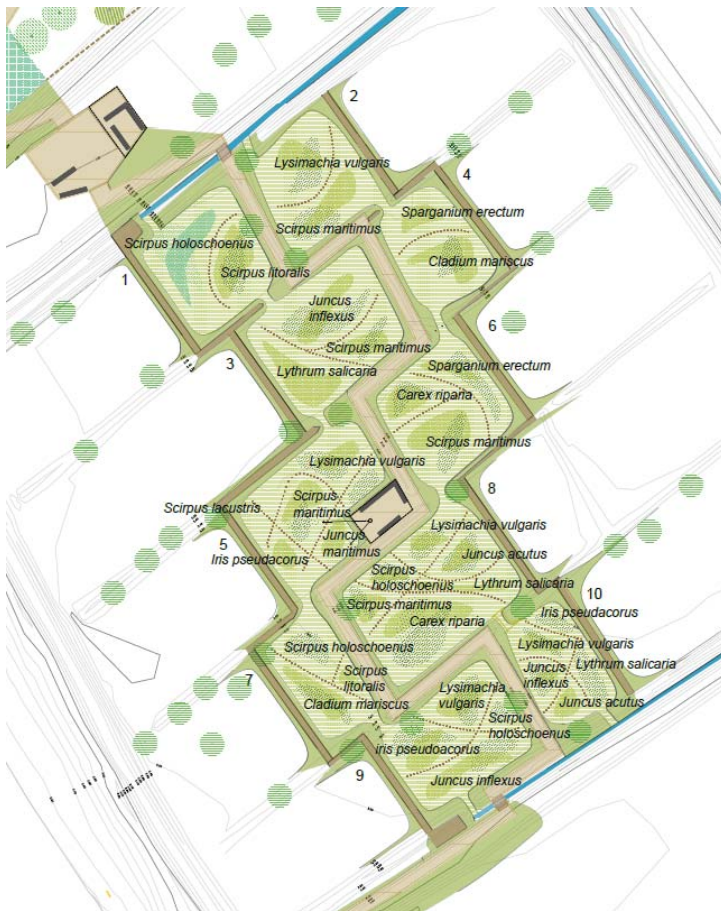 2
Lysimachia vulgaris
4
Sparganium erectum
Scirpus maritimus
Scirpus holoschoenus
Cladium mariscus
Scirpus litoralis
1
Juncus
inflexus
6
Scirpus maritimus
3
Sparganium erectum
Lythrum salicaria
Carex riparia
Scirpus maritimus
Lysimachia vulgaris
8
Scirpus
maritimus
Scirpus lacustris
Lysimachia vulgaris
Juncus
maritimus
5
Iris pseudacorus
Juncus acutus
Scirpus
holoschoenus
Lythrum salicaria
10
Scirpus maritimus
Iris pseudacorus
Carex riparia
Scirpus holoschoenus
Lysimachia vulgaris
7
Scirpus
litoralis
Juncus
inflexus
Lythrum salicaria
Lysimachia
vulgaris
Cladium mariscus
Juncus acutus
Scirpus
holoschoenus
iris pseudoacorus
9
Juncus inflexus